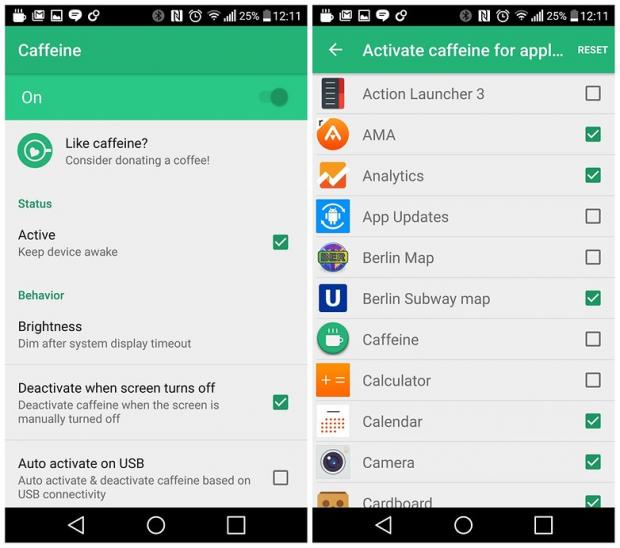 25% 12:11
Caffeine
On
Like caffeine?
Consider donating a coffee!
Status
Active
Keep device awake
Behavior
Brightness
Dim after system display timeout
Deactivate when screen turns off
Deactivate caffeine when the screen is
manually turned off
Auto activate on USB
Auto activate & deactivate caffeine based on
USB connectivity
25% 12:11
Activate caffeine for appl... RESET
Action Launcher 3
AMA
Analytics
App Updates
BER
Berlin Map
U
Berlin Subway map
Caffeine
Calculator
Calendar
Camera
Cardboard